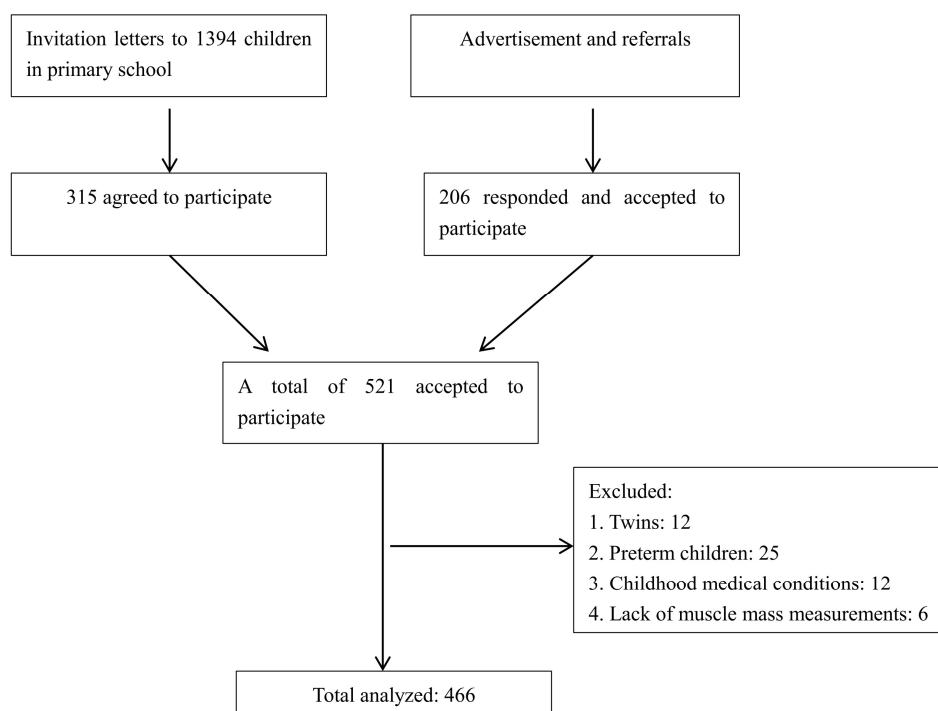 Invitation letters to 1394 children
in primary school
Advertisement and referrals
315 agreed to participate
206 responded and accepted to
participate
A total of 521 accepted to
participate
Excluded:
1. Twins: 12
2. Preterm children: 25
3. Childhood medical conditions: 12
4. Lack of muscle mass measurements: 6
Total analyzed: 466